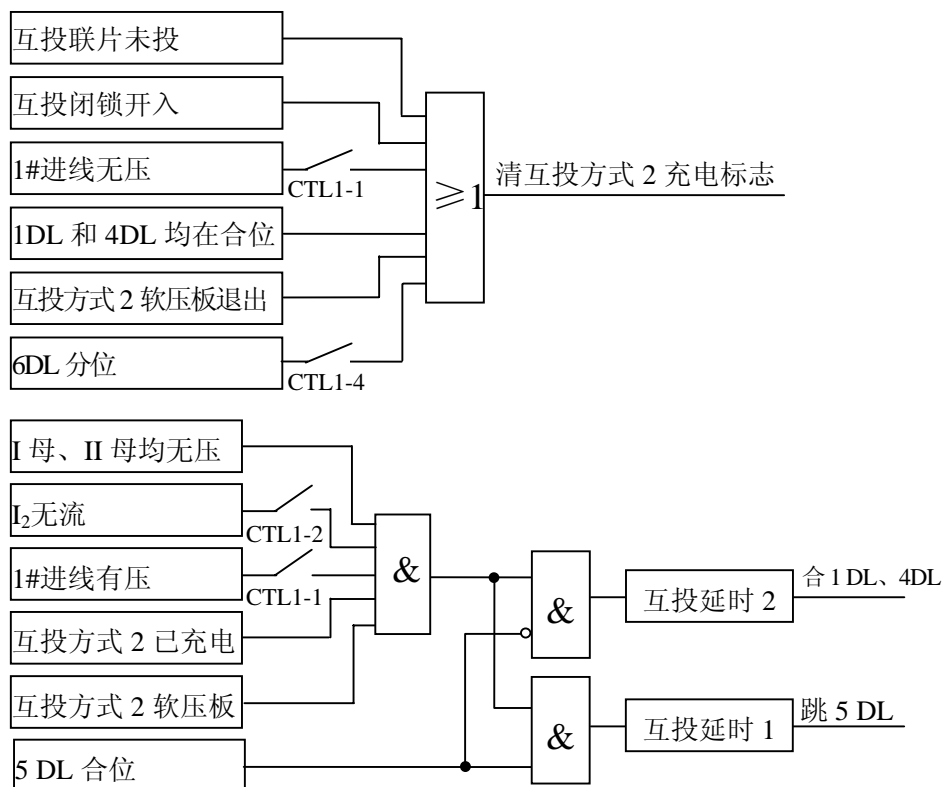 互投联片未投
互投闭锁开入
1#进线无压
CTL1-1
1DL 和 4DL 均在合位
互投方式 2 软压板退出
6DL 分位
CTL1-4
≥1
清互投方式 2 充电标志
I 母、II 母均无压
I₂无流
CTL1-2
1#进线有压
CTL1-1
互投方式 2 已充电
互投方式 2 软压板
5 DL 合位
&
&
互投延时 2
合 1 DL、4DL
&
互投延时 1
跳 5 DL